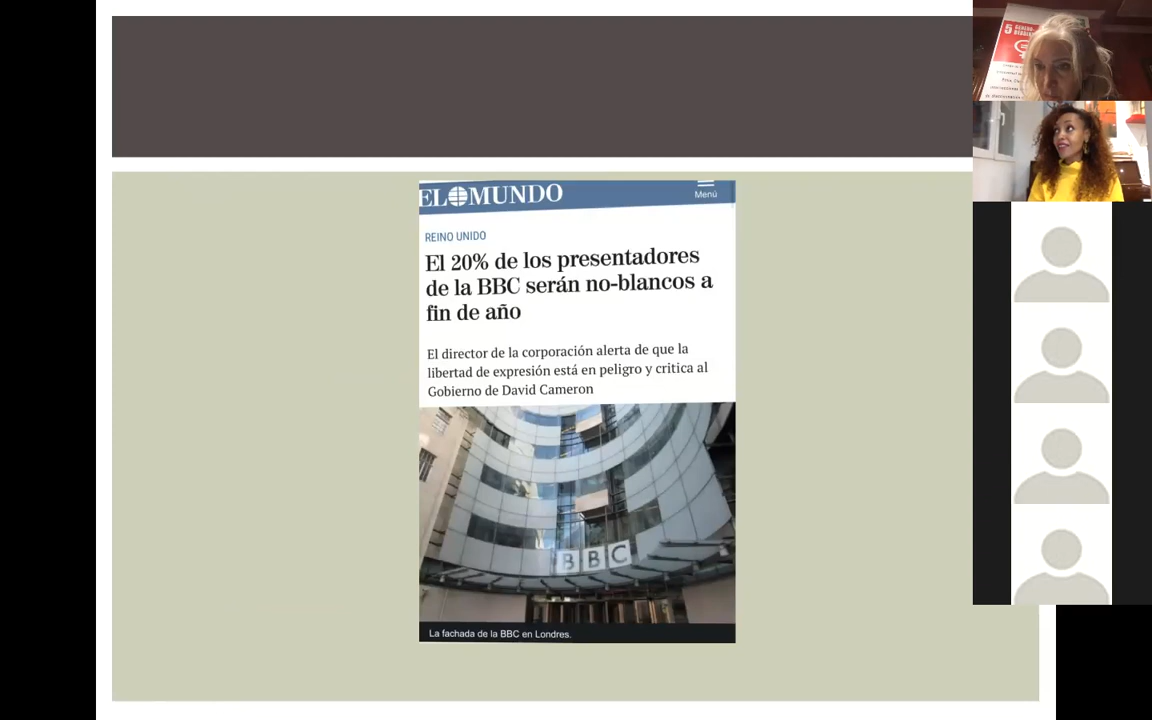 EL MUNDO
Menú
REINO UNIDO
El 20% de los presentadores
de la BBC serán no-blancos a
fin de año
El director de la corporación alerta de que la
libertad de expresión está en peligro y critica al
Gobierno de David Cameron
BBC
La fachada de la BBC en Londres.
5